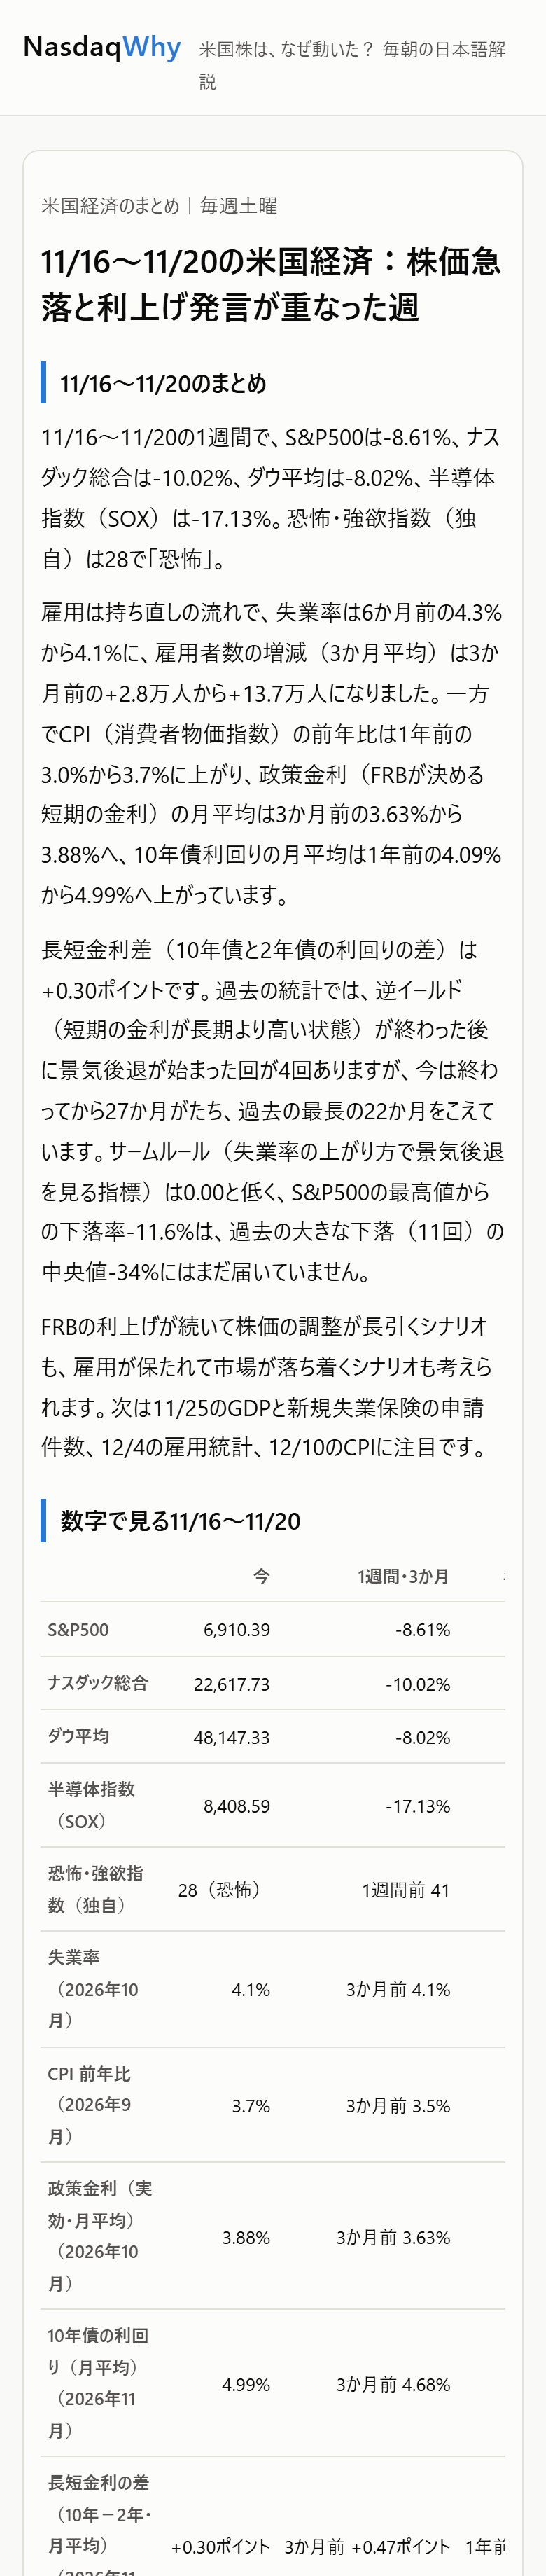 NasdaqWhy
米国株は、なぜ動いた？ 毎朝の日本語解
説
米国経済のまとめ｜毎週土曜
11/16〜11/20の米国経済：株価急
落と利上げ発言が重なった週
11/16〜11/20のまとめ
11/16〜11/20の1週間で、S&P500は-8.61%、ナス
ダック総合は-10.02%、ダウ平均は-8.02%、半導体
指数（SOX）は-17.13%。恐怖・強欲指数（独
自）は28で「恐怖」。
雇用は持ち直しの流れで、失業率は6か月前の4.3%
から4.1%に、雇用者数の増減（3か月平均）は3か
月前の+2.8万人から+13.7万人になりました。一方
でCPI（消費者物価指数）の前年比は1年前の
3.0%から3.7%に上がり、政策金利（FRBが決める
短期の金利）の月平均は3か月前の3.63%から
3.88%へ、10年債利回りの月平均は1年前の4.09%
から4.99%へ上がっています。
長短金利差（10年債と2年債の利回りの差）は
+0.30ポイントです。過去の統計では、逆イールド
（短期の金利が長期より高い状態）が終わった後
に景気後退が始まった回が4回ありますが、今は終わ
ってから27か月がたち、過去の最長の22か月をこえて
います。サームルール（失業率の上がり方で景気後退
を見る指標）は0.00と低く、S&P500の最高値から
の下落率-11.6%は、過去の大きな下落（11回）の
中央値-34%にはまだ届いていません。
FRBの利上げが続いて株価の調整が長引くシナリオ
も、雇用が保たれて市場が落ち着くシナリオも考えら
れます。次は11/25のGDPと新規失業保険の申請
件数、12/4の雇用統計、12/10のCPIに注目です。
数字で見る11/16〜11/20
今 1週間・3か月
S&P500 6,910.39 -8.61%
ナスダック総合 22,617.73 -10.02%
ダウ平均 48,147.33 -8.02%
半導体指数
（SOX） 8,408.59 -17.13%
恐怖・強欲指
数（独自） 28（恐怖） 1週間前 41
失業率
（2026年10
月） 4.1% 3か月前 4.1%
CPI 前年比
（2026年9
月） 3.7% 3か月前 3.5%
政策金利（実
効・月平均）
（2026年10
月） 3.88% 3か月前 3.63%
10年債の利回
り（月平均）
（2026年11
月） 4.99% 3か月前 4.68%
長短金利の差
（10年－2年・
月平均） +0.30ポイント 3か月前 +0.47ポイント 1年前